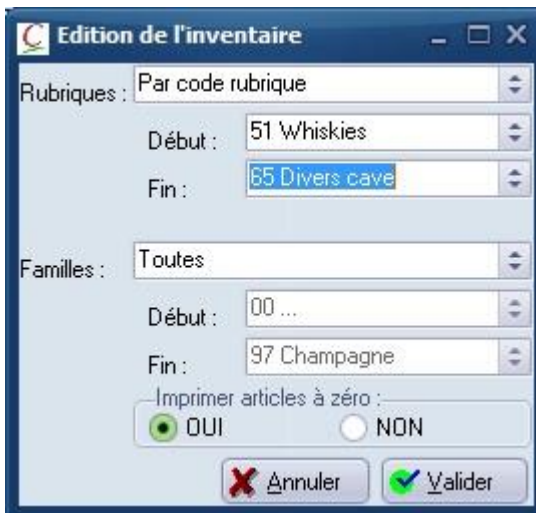 Edition de l'inventaire
Rubriques : Par code rubrique
Début : 51 Whiskies
Fin : 65 Divers cave
Familles : Toutes
Début : 00 ...
Fin : 97 Champagne
Imprimer articles à zéro :
OUI NON
Annuler Valider